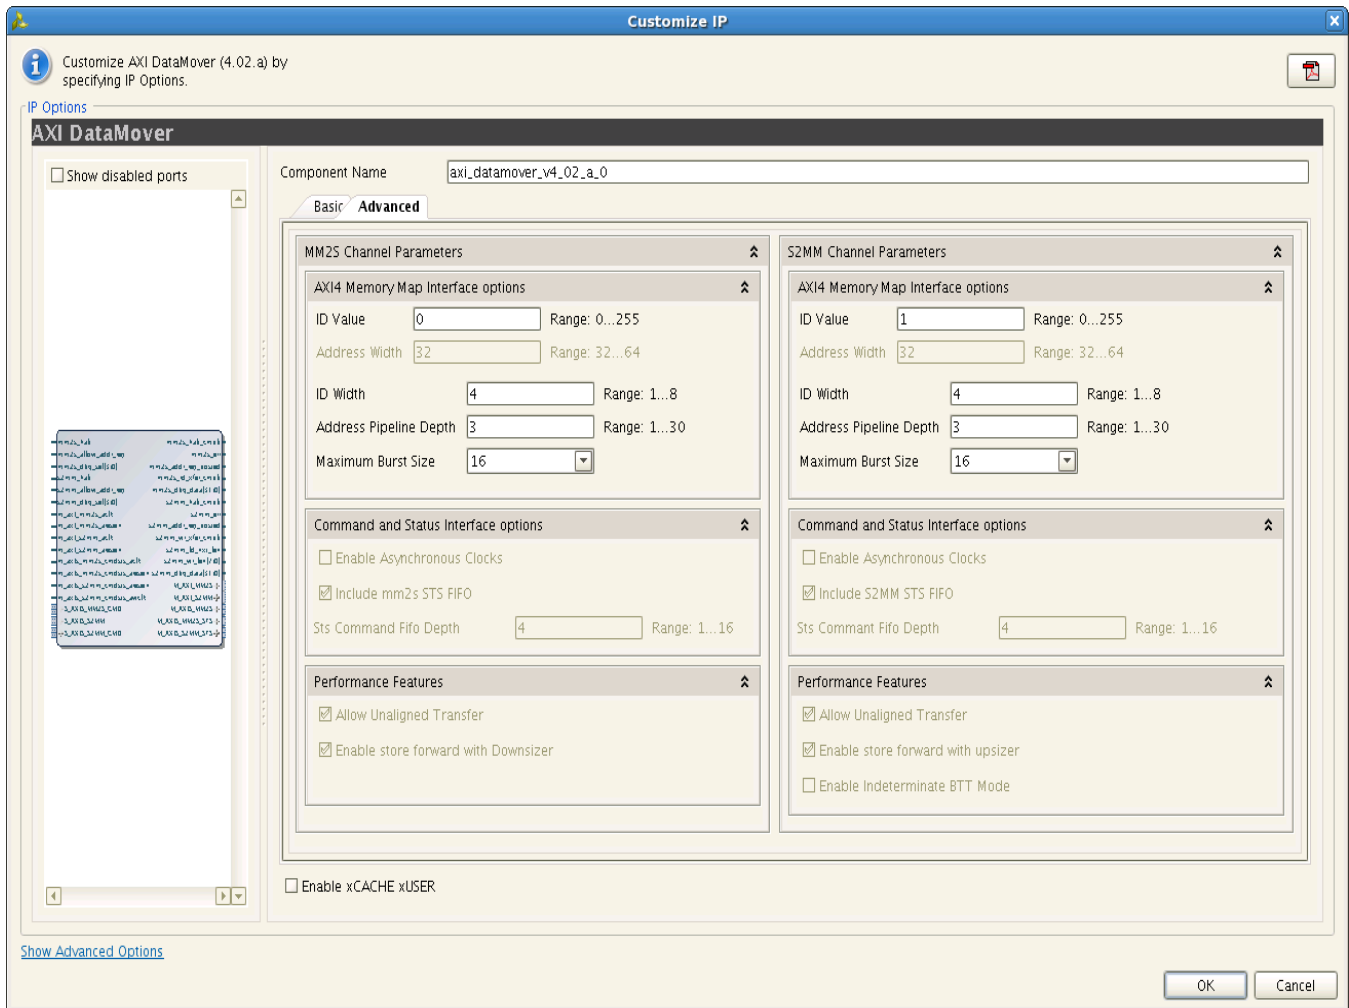 Customize IP
Customize AXI DataMover (4.02.a) by
specifying IP Options.
IP Options
AXI DataMover
Show disabled ports
Component Name axi_datamover_v4_02_a_0
Basic Advanced
MM2S Channel Parameters
AXI4 Memory Map Interface options
ID Value 0 Range: 0...255
Address Width 32 Range: 32...64
ID Width 4 Range: 1...8
Address Pipeline Depth 3 Range: 1...30
Maximum Burst Size 16
Command and Status Interface options
Enable Asynchronous Clocks
Include mm2s STS FIFO
Sts Command Fifo Depth 4 Range: 1...16
Performance Features
Allow Unaligned Transfer
Enable store forward with Downsizer
S2MM Channel Parameters
AXI4 Memory Map Interface options
ID Value 1 Range: 0...255
Address Width 32 Range: 32...64
ID Width 4 Range: 1...8
Address Pipeline Depth 3 Range: 1...30
Maximum Burst Size 16
Command and Status Interface options
Enable Asynchronous Clocks
Include S2MM STS FIFO
Sts Commant Fifo Depth 4 Range: 1...16
Performance Features
Allow Unaligned Transfer
Enable store forward with upsizer
Enable Indeterminate BTT Mode
Enable xCACHE xUSER
Show Advanced Options
OK Cancel